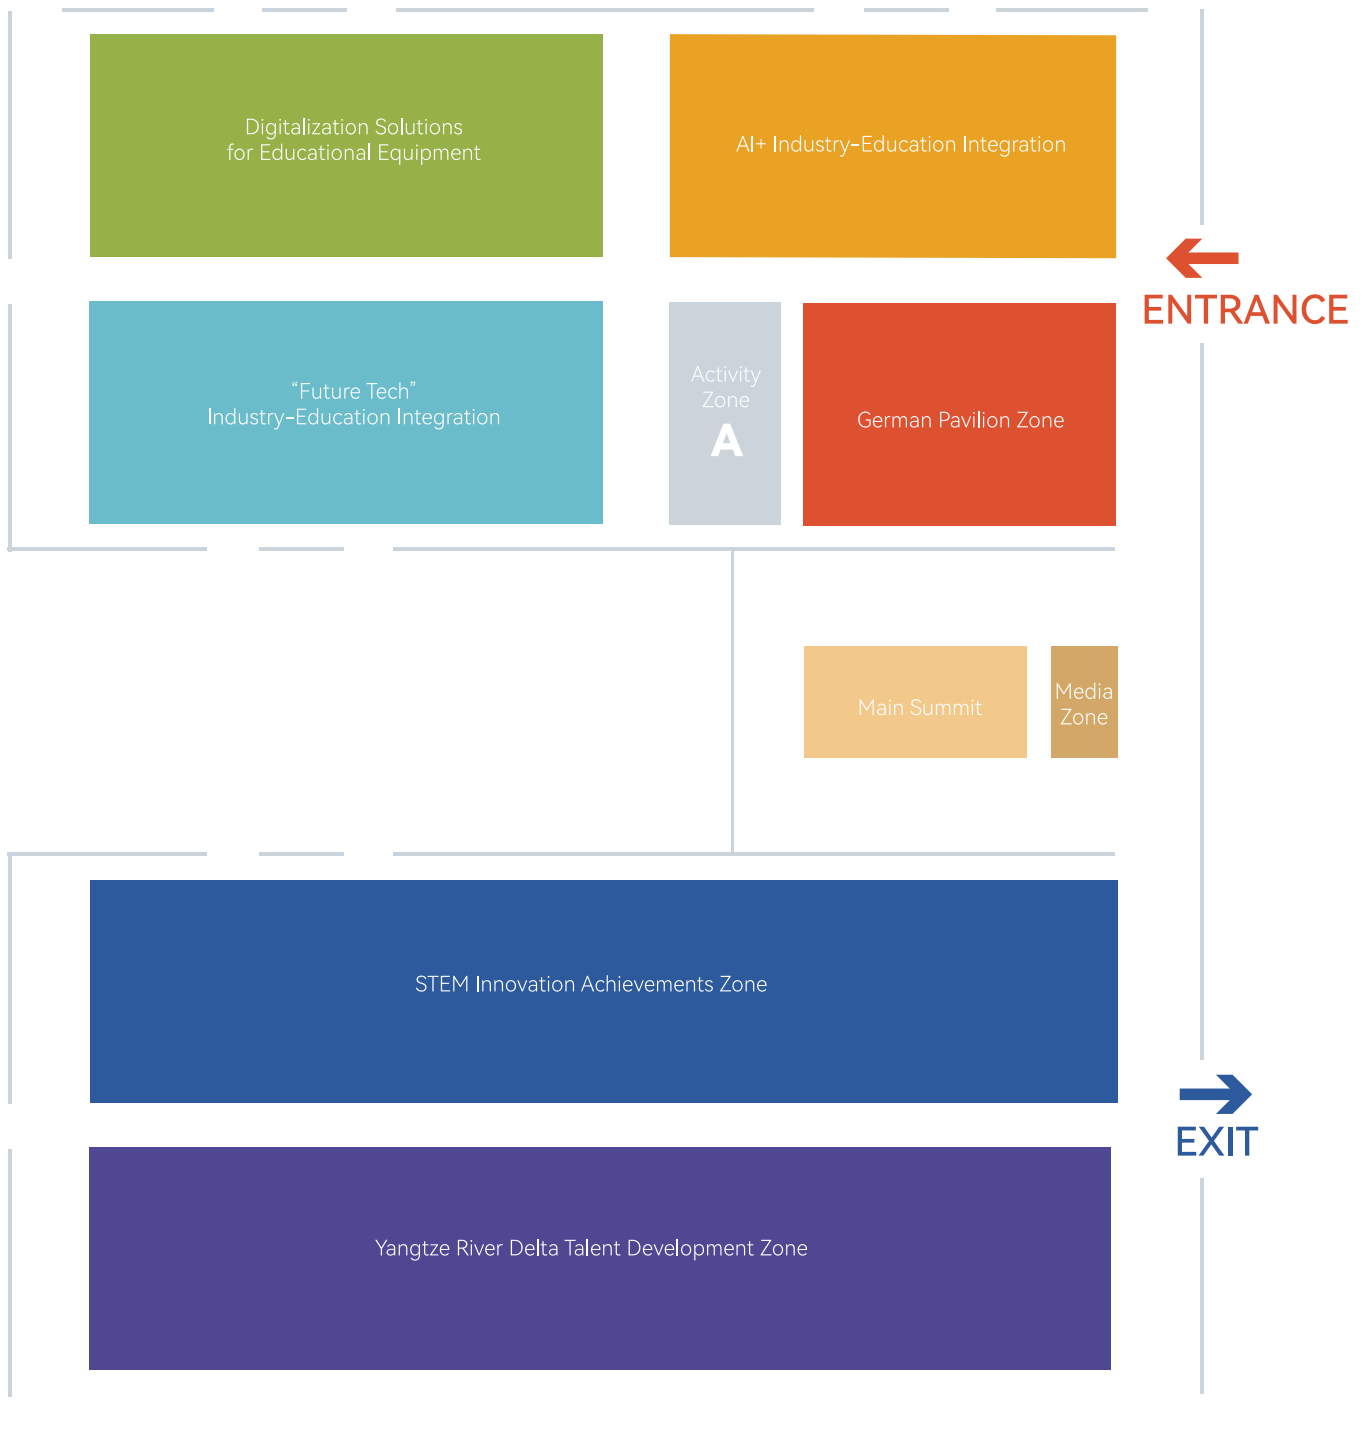 Digitalization Solutions
for Educational Equipment
AI+ Industry-Education Integration
ENTRANCE
“Future Tech”
Industry-Education Integration
Activity
Zone
A
German Pavilion Zone
Main Summit
Media
Zone
STEM Innovation Achievements Zone
EXIT
Yangtze River Delta Talent Development Zone